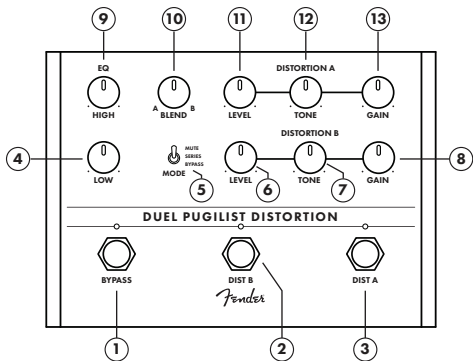 9 10 11 12 13
EQ DISTORTION A
A B
HIGH BLEND LEVEL TONE GAIN
DISTORTION B
4 MUTE 8
SERIES
BYPASS
MODE
LOW 5 LEVEL 6 TONE 7 GAIN
DUEL PUGILIST DISTORTION
BYPASS DIST B DIST A
Fender
1 2 3